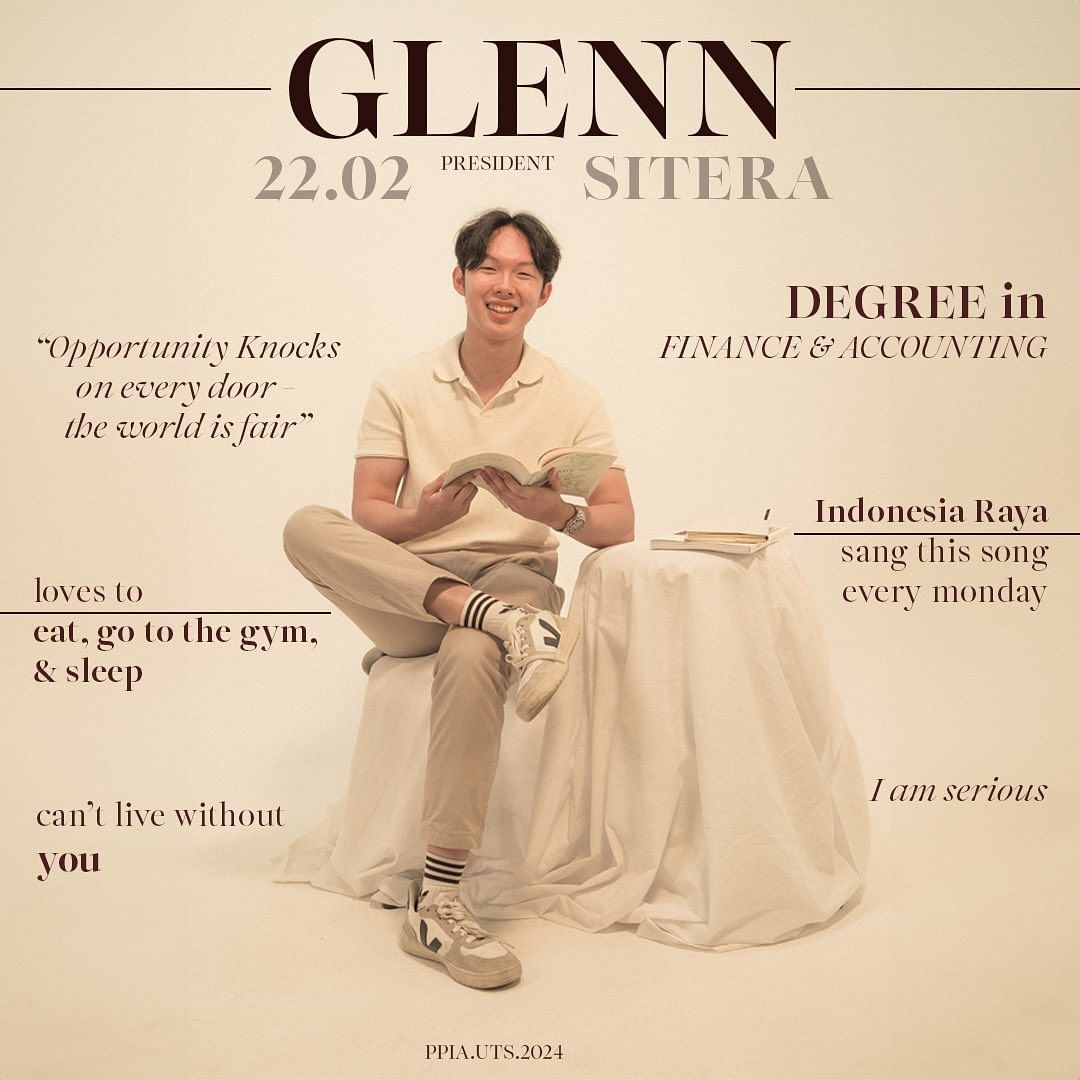 GLENN
22.02 PRESIDENT SITERA
DEGREE in
FINANCE & ACCOUNTING
“Opportunity Knocks
on every door –
the world is fair”
Indonesia Raya
sang this song
every monday
loves to
eat, go to the gym,
& sleep
I am serious
can’t live without
you
PPIA.UTS.2024